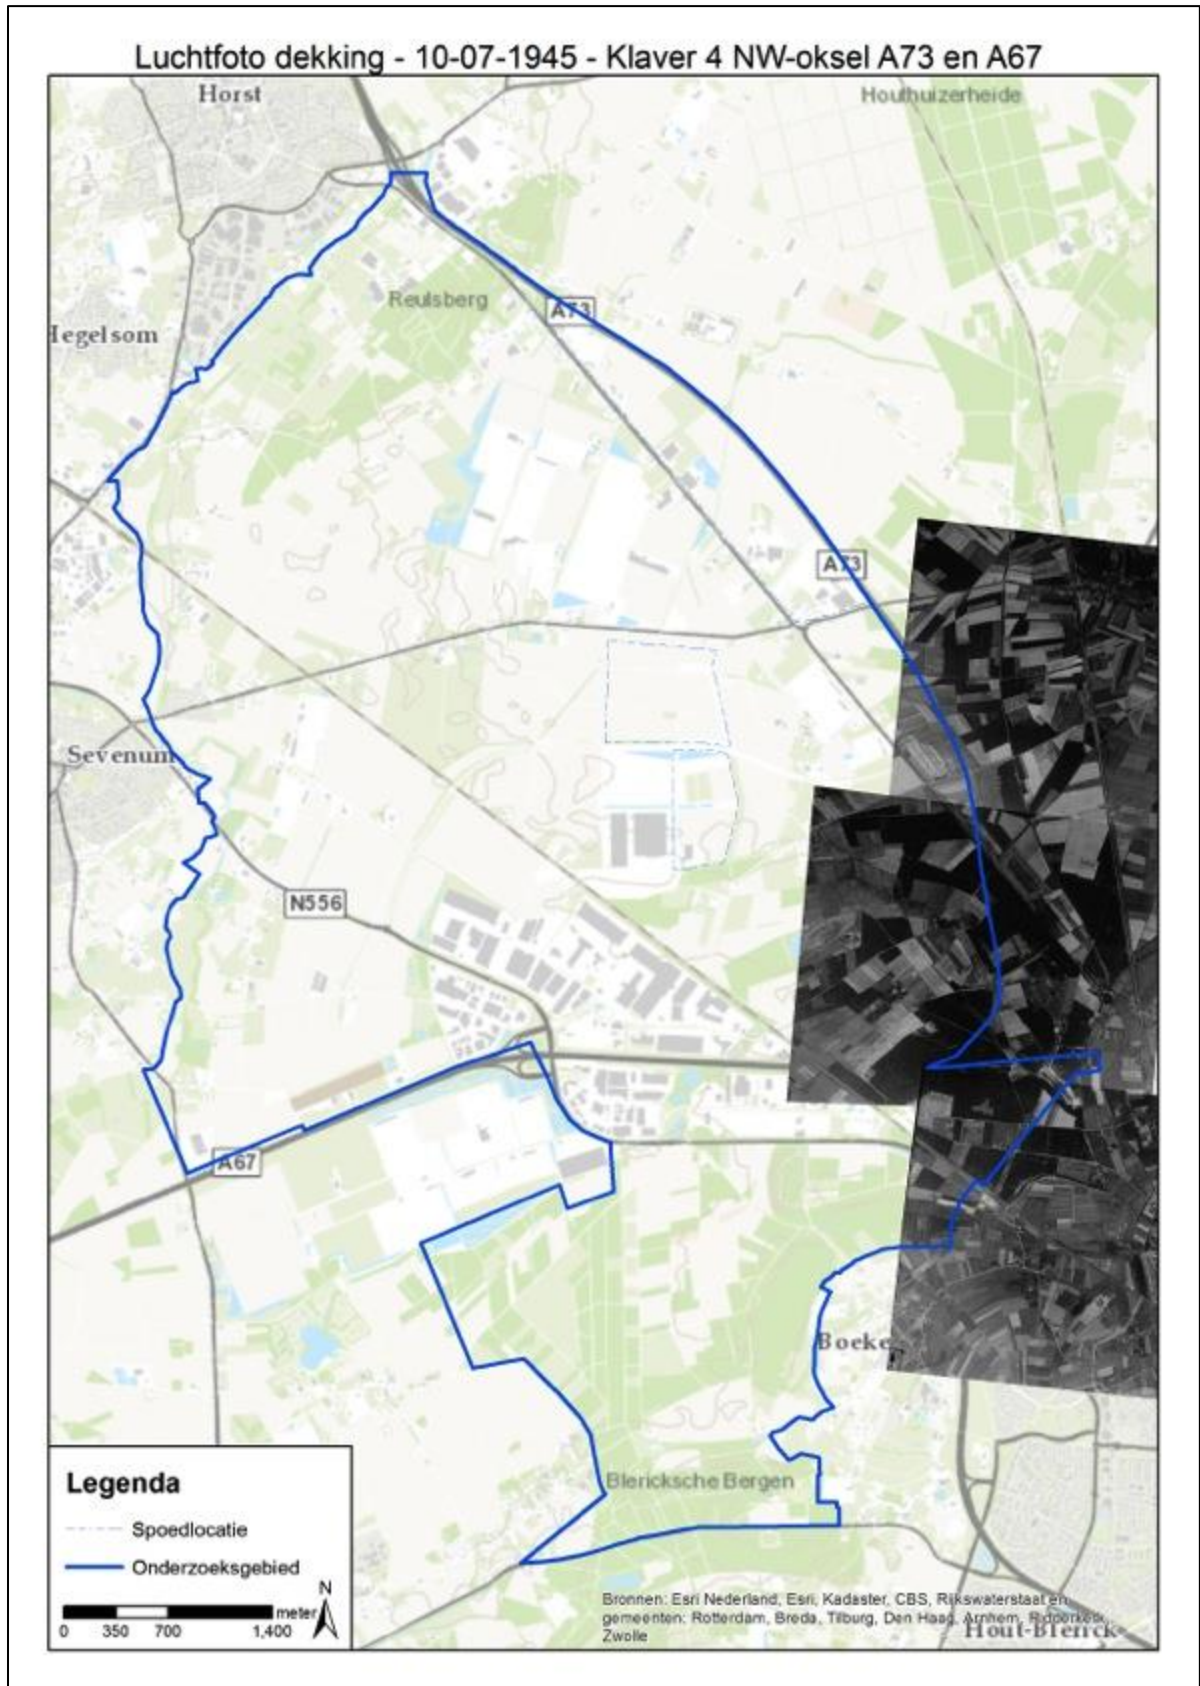 Luchtfoto dekking - 10-07-1945 - Klaver 4 NW-oksel A73 en A67
Horst
Houthuizerheide
Reulsberg
A73
Hegelsom
A73
Sevenum
N556
A67
Boeke
Blericksche Bergen
Legenda
Spoedlocatie
Onderzoeksgebied
N
meter
0 350 700 1,400
Bronnen: Esri Nederland, Esri, Kadaster, CBS, Rijkswaterstaat en
gemeenten: Rotterdam, Breda, Tilburg, Den Haag, Arnhem, Ridderkerk,
Zwolle
Hout-Blerick